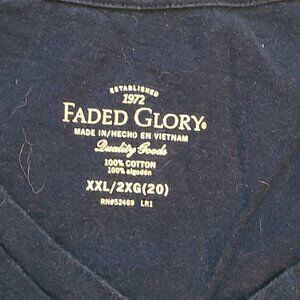 ESTABLISHED
1972
FADED GLORY®
MADE IN/HECHO EN VIETNAM
Quality Goods
100% COTTON
100% algodón
XXL/2XG(20)
RN#52469 LR1